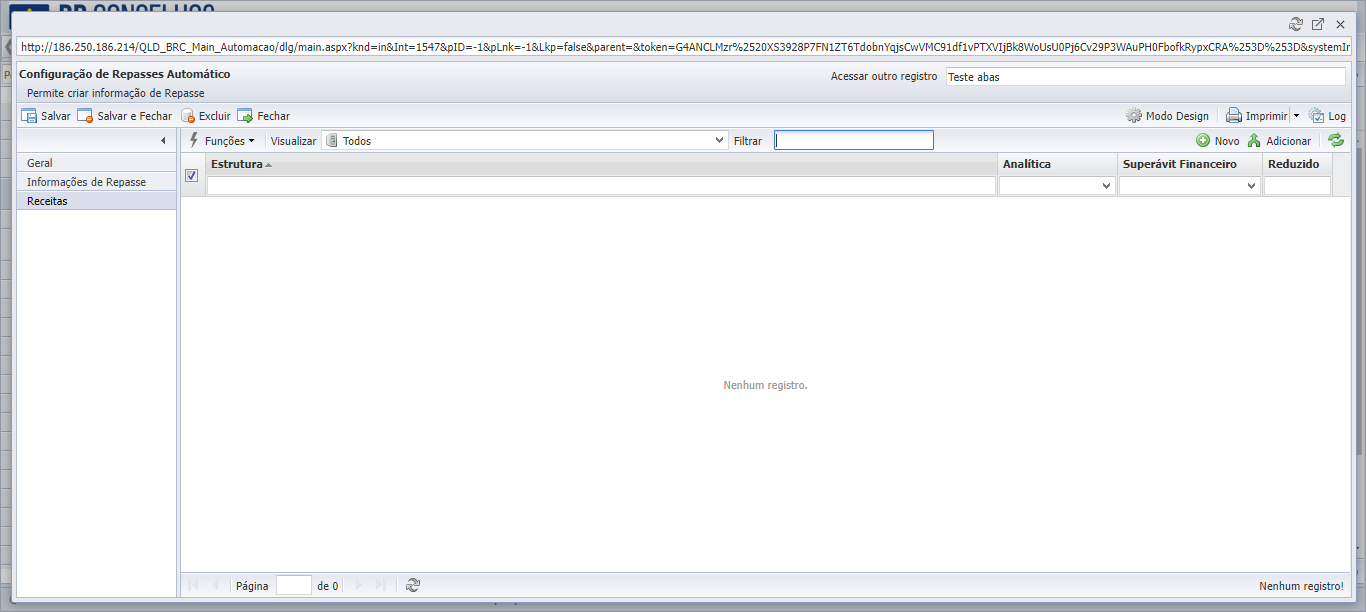 http://186.250.186.214/QLD_BRC_Main_Automacao/dlg/main.aspx?knd=in&Int=1547&pID=-1&pLnk=-1&Lkp=false&parent=&token=G4ANCLMzr%2520XS3928P7FN1ZT6TdobnYqjsCwVMC91df1vPTXVIjBk8WoUsU0Pj6Cv29P3WAuPH0FbofkRypxCRA%253D%253D&systemIr
Configuração de Repasses Automático
Acessar outro registro Teste abas
Permite criar informação de Repasse
Salvar Salvar e Fechar Excluir Fechar Modo Design Imprimir Log
Funções Visualizar Todos Filtrar Novo Adicionar
Geral
Informações de Repasse
Receitas
Estrutura Analítica Superávit Financeiro Reduzido
Nenhum registro.
Página de 0 Nenhum registro!